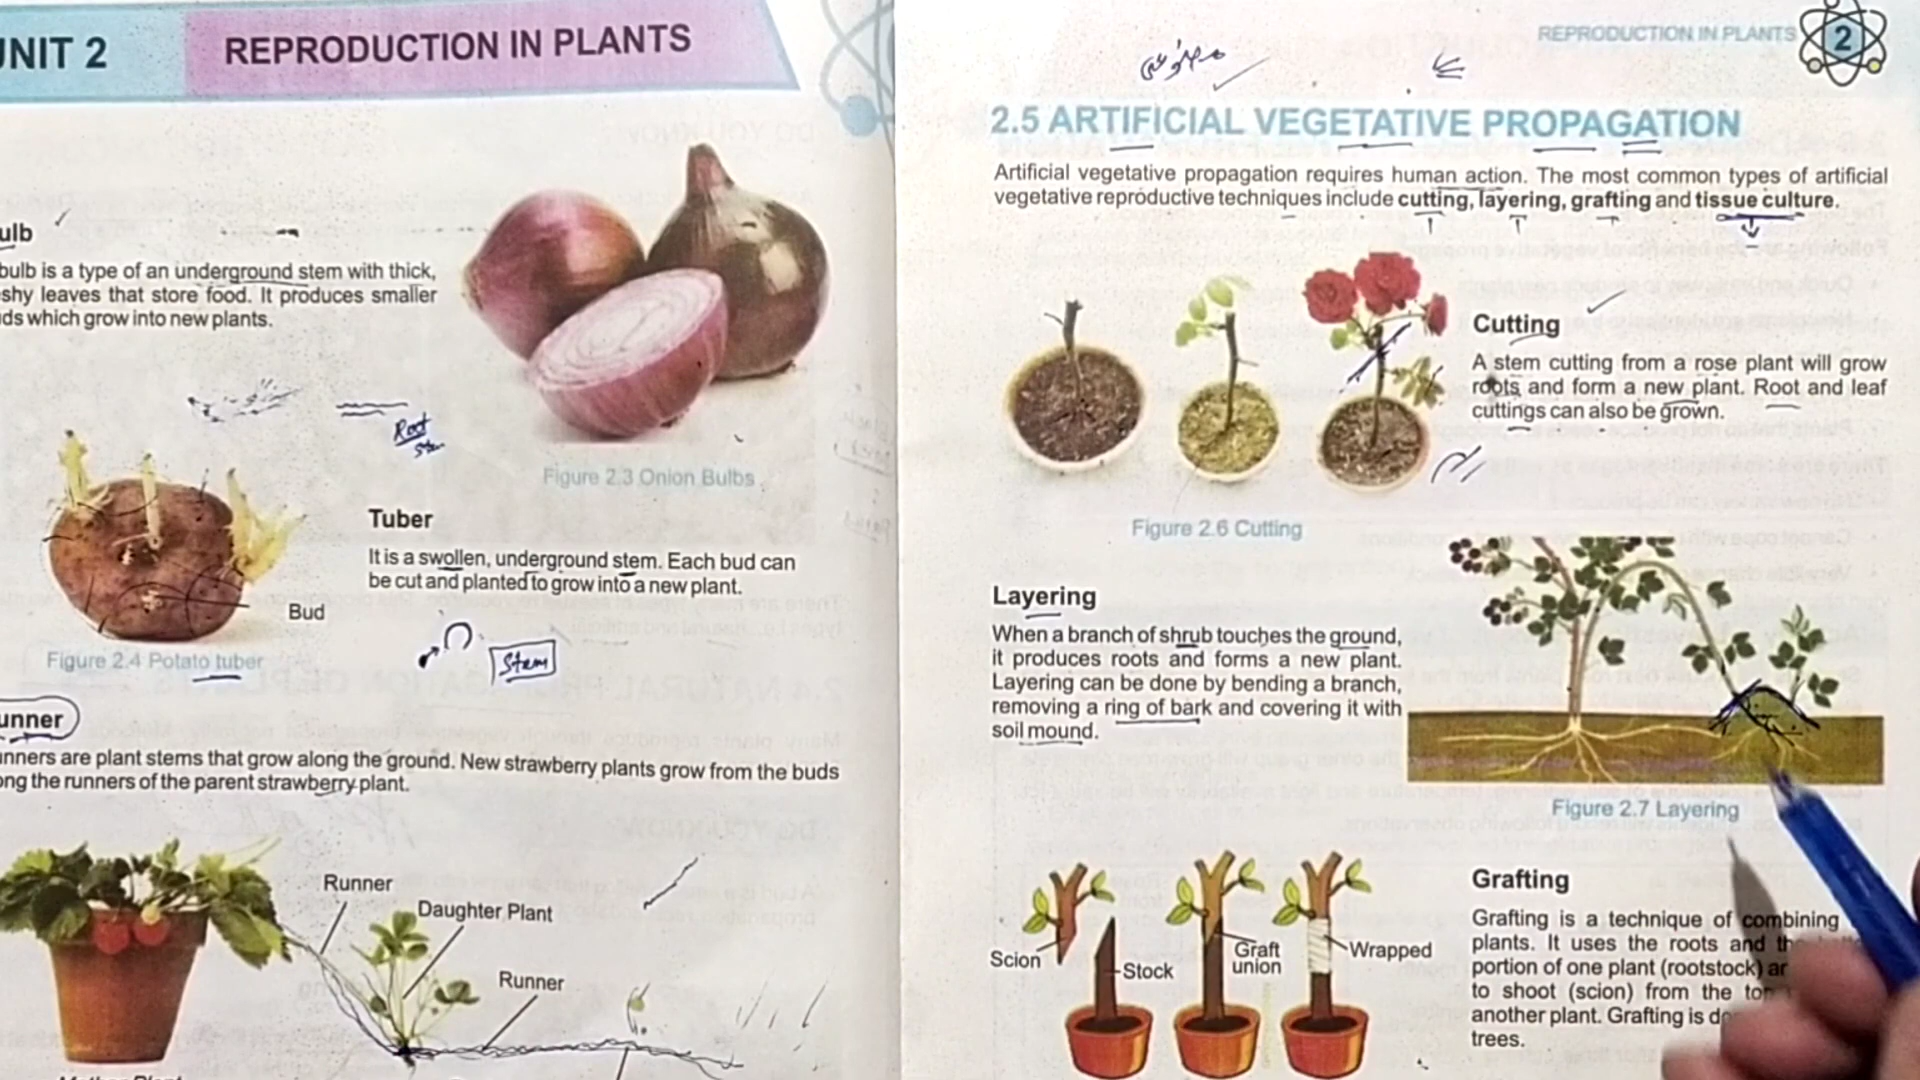 UNIT 2
REPRODUCTION IN PLANTS
ulb
bulb is a type of an underground stem with thick,
shy leaves that store food. It produces smaller
ds which grow into new plants.
Root
Figure 2.3 Onion Bulbs
Tuber
It is a swollen, underground stem. Each bud can
be cut and planted to grow into a new plant.
Bud
Figure 2.4 Potato tuber
Stem
unner
nners are plant stems that grow along the ground. New strawberry plants grow from the buds
ong the runners of the parent strawberry plant.
Runner
Daughter Plant
Runner
Mother Plant
REPRODUCTION IN PLANTS 2
2.5 ARTIFICIAL VEGETATIVE PROPAGATION
Artificial vegetative propagation requires human action. The most common types of artificial
vegetative reproductive techniques include cutting, layering, grafting and tissue culture.
Cutting
A stem cutting from a rose plant will grow
roots and form a new plant. Root and leaf
cuttings can also be grown.
Figure 2.6 Cutting
Layering
When a branch of shrub touches the ground,
it produces roots and forms a new plant.
Layering can be done by bending a branch,
removing a ring of bark and covering it with
soil mound.
Figure 2.7 Layering
Scion
Stock
Graft
union
Wrapped
Grafting
Grafting is a technique of combining
plants. It uses the roots and the
portion of one plant (rootstock)
to shoot (scion) from the
another plant. Grafting is
trees.